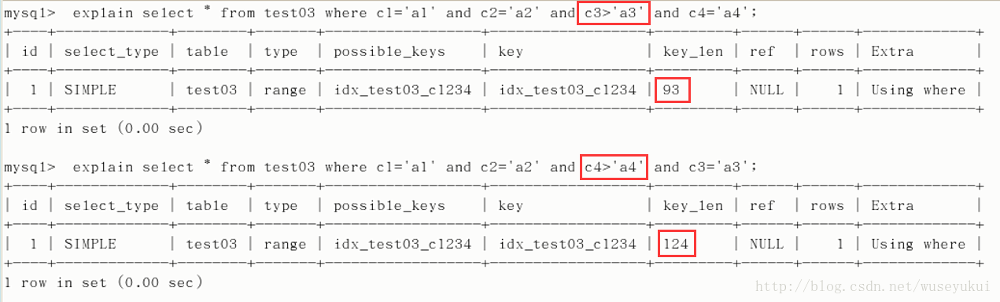 mysql>  explain select * from test03 where c1='a1' and c2='a2' and c3>'a3' and c4='a4';
+----+-------------+--------+-------+------------------+------------------+---------+------+------+-------------+
| id | select_type | table  | type  | possible_keys    | key              | key_len | ref  | rows | Extra       |
+----+-------------+--------+-------+------------------+------------------+---------+------+------+-------------+
|  1 | SIMPLE      | test03 | range | idx_test03_c1234 | idx_test03_c1234 | 93      | NULL |    1 | Using where |
+----+-------------+--------+-------+------------------+------------------+---------+------+------+-------------+
1 row in set (0.00 sec)
mysql>  explain select * from test03 where c1='a1' and c2='a2' and c4>'a4' and c3='a3';
+----+-------------+--------+-------+------------------+------------------+---------+------+------+-------------+
| id | select_type | table  | type  | possible_keys    | key              | key_len | ref  | rows | Extra       |
+----+-------------+--------+-------+------------------+------------------+---------+------+------+-------------+
|  1 | SIMPLE      | test03 | range | idx_test03_c1234 | idx_test03_c1234 | 124     | NULL |    1 | Using where |
+----+-------------+--------+-------+------------------+------------------+---------+------+------+-------------+
1 row in set (0.00 sec)
http://blog.csdn.net/wuseyukui